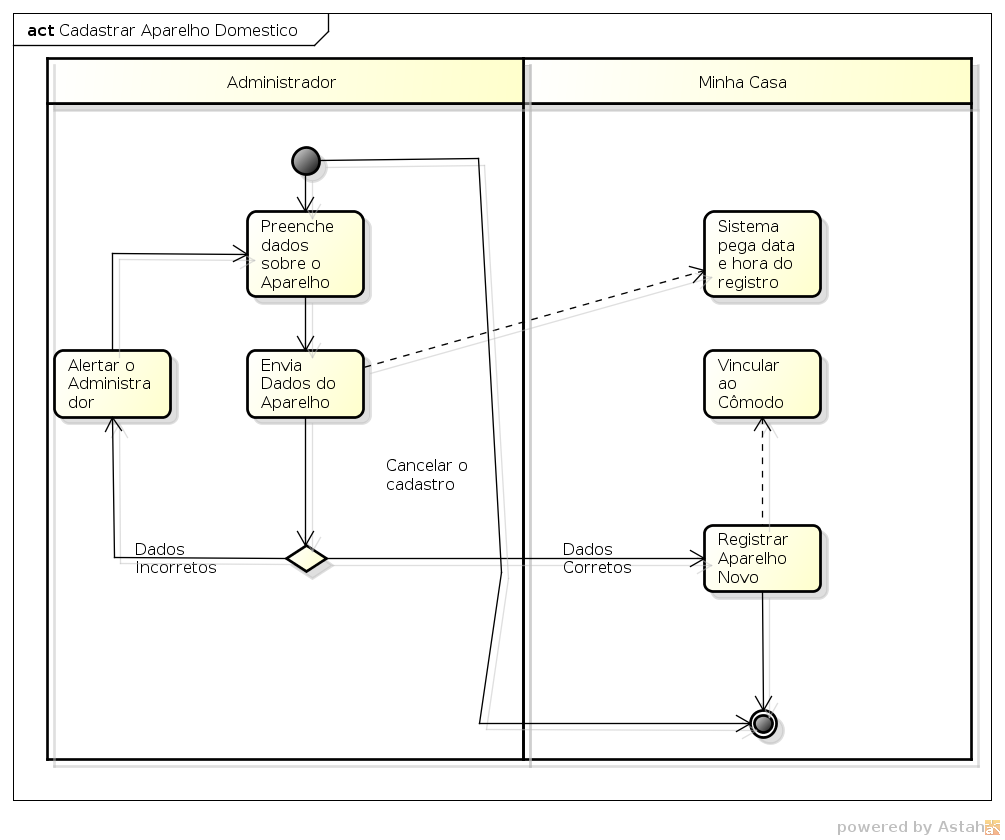 act Cadastrar Aparelho Domestico
Administrador
Minha Casa
Preenche
dados
sobre o
Aparelho
Sistema
pega data
e hora do
registro
Alertar o
Administra
dor
Envia
Dados do
Aparelho
Vincular
ao
Cômodo
Cancelar o
cadastro
Dados
Incorretos
Dados
Corretos
Registrar
Aparelho
Novo
powered by Astah